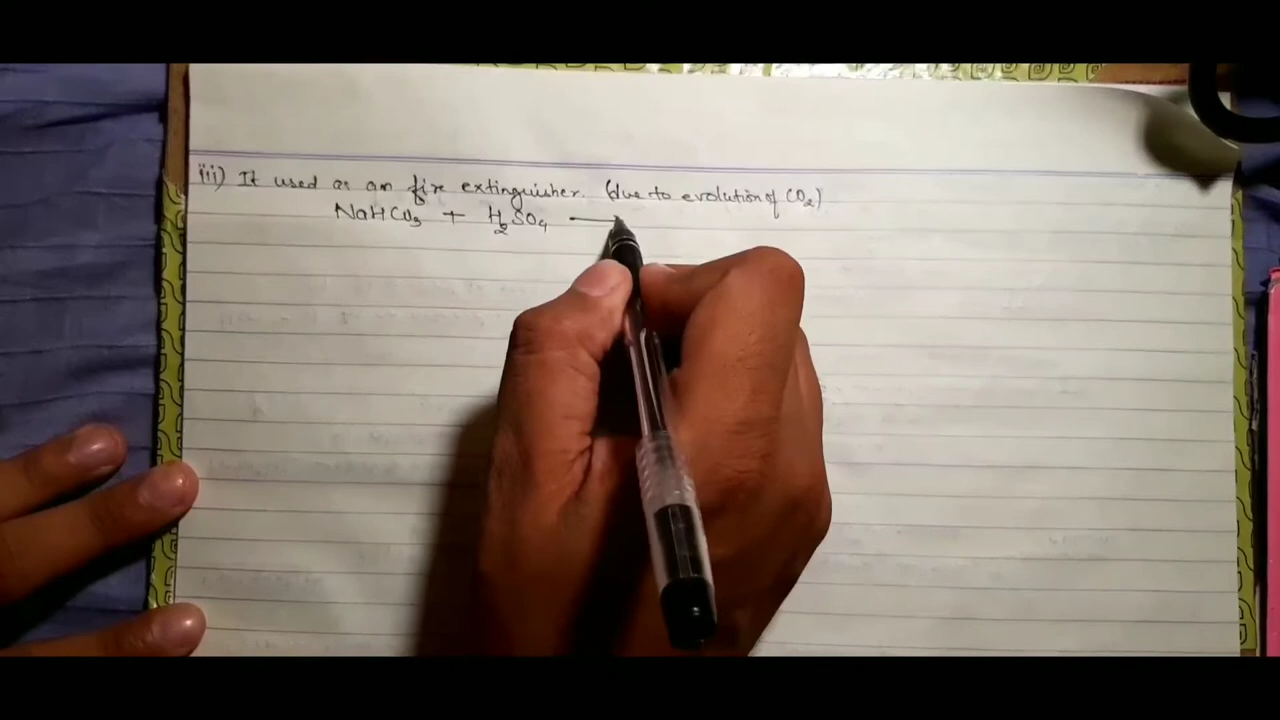 iii) It used as an fire extinguisher. (due to evolution of CO₂)
NaHCO₃ + H₂SO₄ →